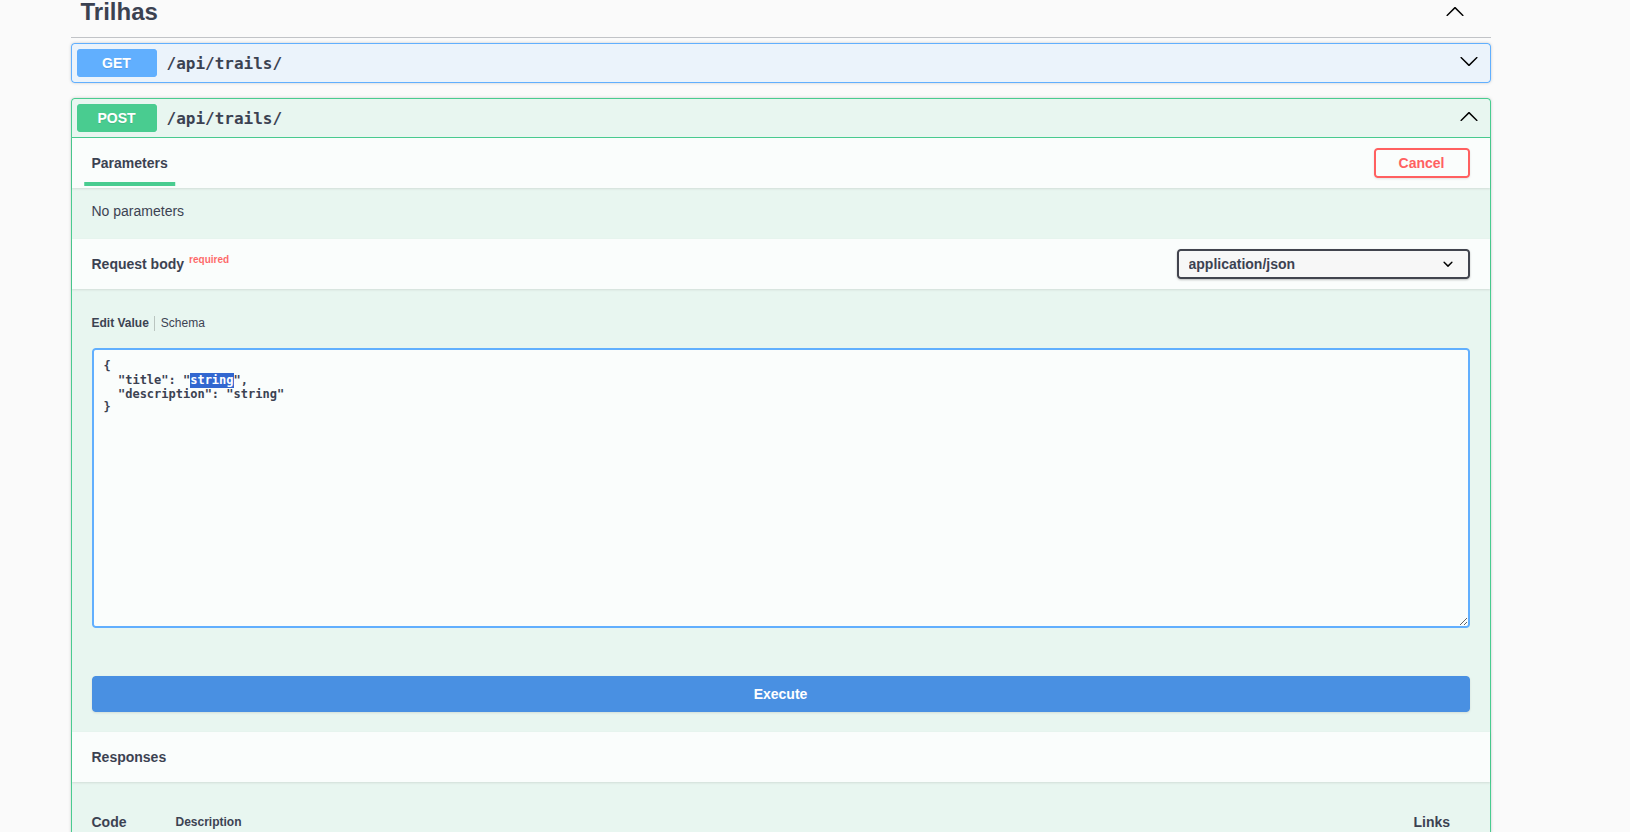 Trilhas
GET /api/trails/
POST /api/trails/
Parameters Cancel
No parameters
Request body required application/json
Edit Value Schema
{
  "title": "string",
  "description": "string"
}
Execute
Responses
Code Description Links